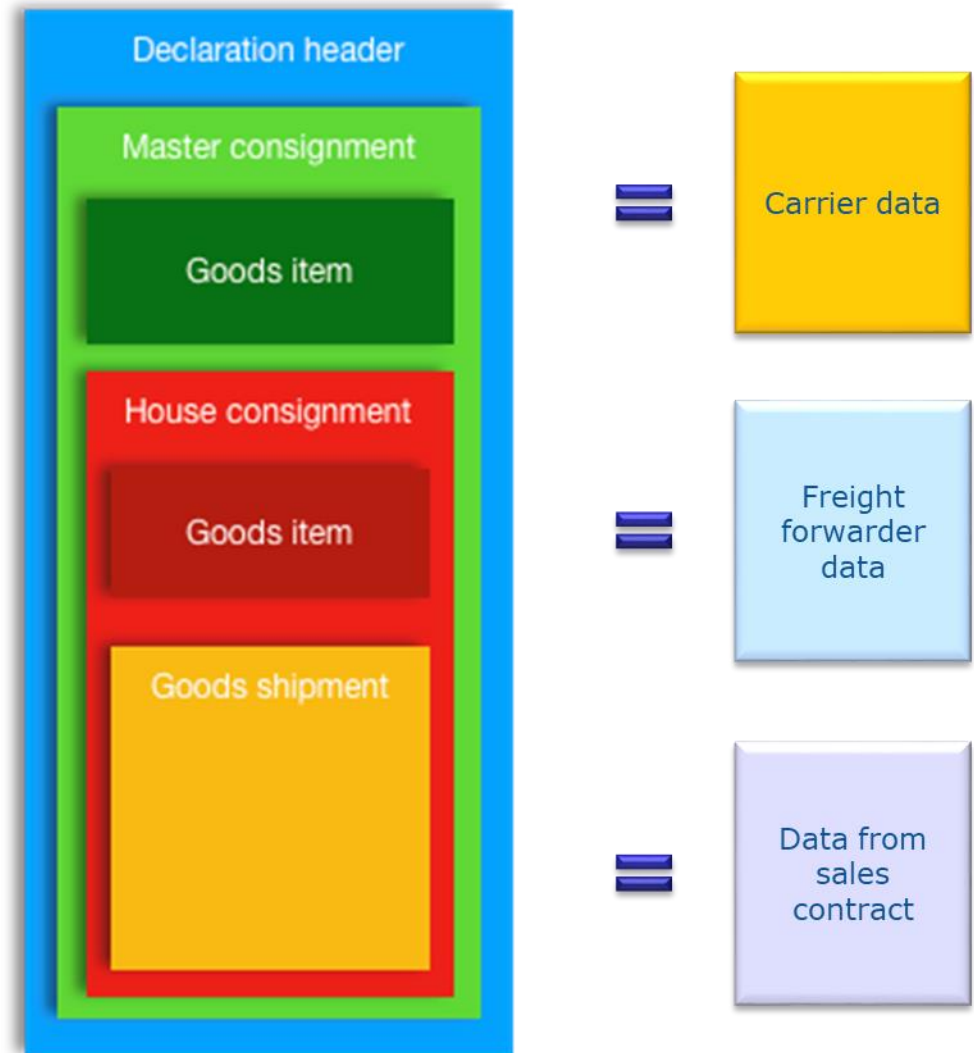 Declaration header
Master consignment
Goods item
=
Carrier data
House consignment
Goods item
=
Freight
forwarder
data
Goods shipment
=
Data from
sales
contract